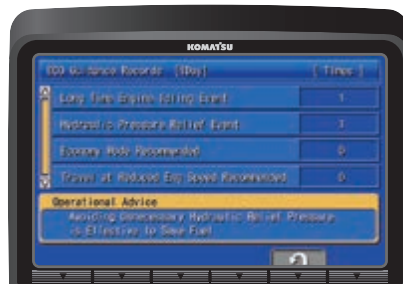 KOMATSU
ECO Guidance Records [1Day] [ Times ]
Long Time Engine Idling Event 1
Hydraulic Pressure Relief Event 3
Economy Mode Recommended 0
Travel at Reduced Eng Speed Recommended 0
Operational Advice
Avoiding Unnecessary Hydraulic Relief Pressure
is Effective to Save Fuel